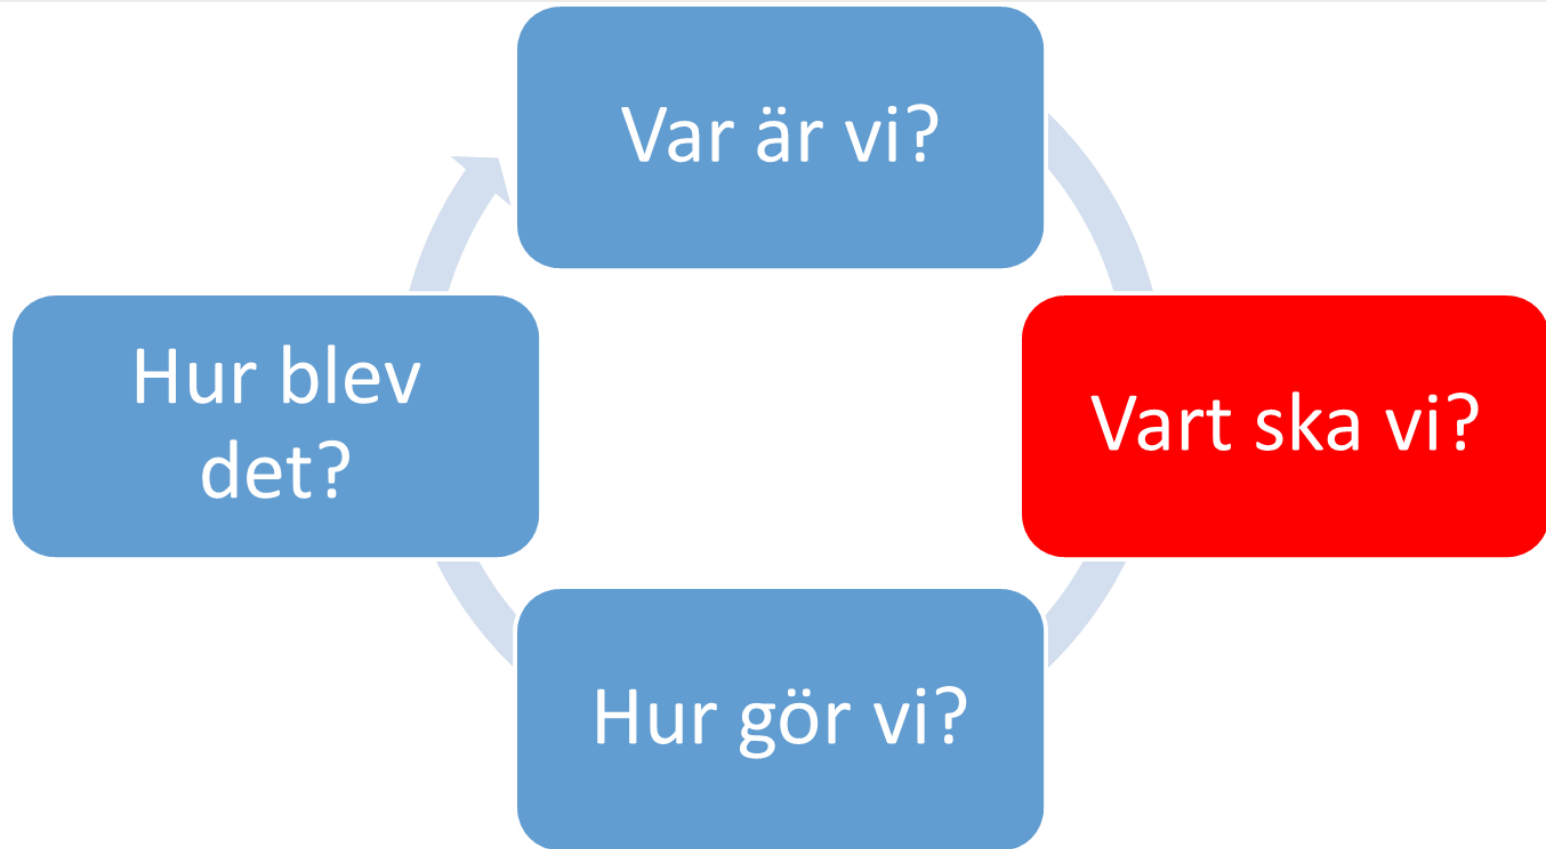 Var är vi?
Vart ska vi?
Hur gör vi?
Hur blev
det?